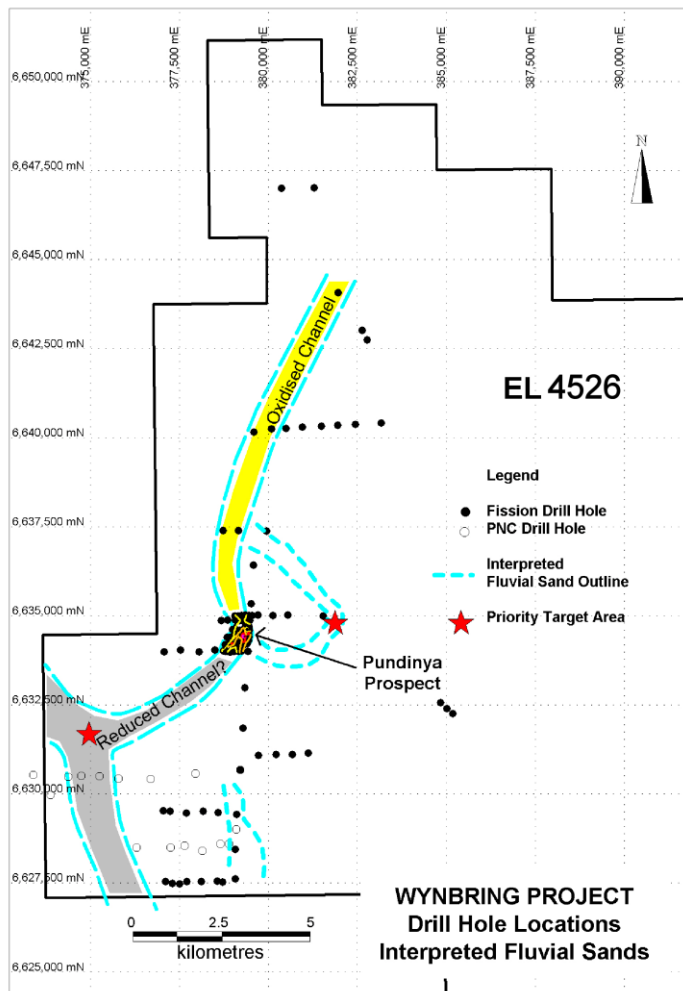 375,000 mE
377,500 mE
380,000 mE
382,500 mE
385,000 mE
387,500 mE
390,000 mE
6,650,000 mN
6,647,500 mN
6,645,000 mN
6,642,500 mN
6,640,000 mN
6,637,500 mN
6,635,000 mN
6,632,500 mN
6,630,000 mN
6,627,500 mN
6,625,000 mN
N
Oxidised Channel
EL 4526
Legend
Fission Drill Hole
PNC Drill Hole
Interpreted
Fluvial Sand Outline
Priority Target Area
Pundinya
Prospect
Reduced Channel?
0 2.5 5
kilometres
WYNBRING PROJECT
Drill Hole Locations
Interpreted Fluvial Sands